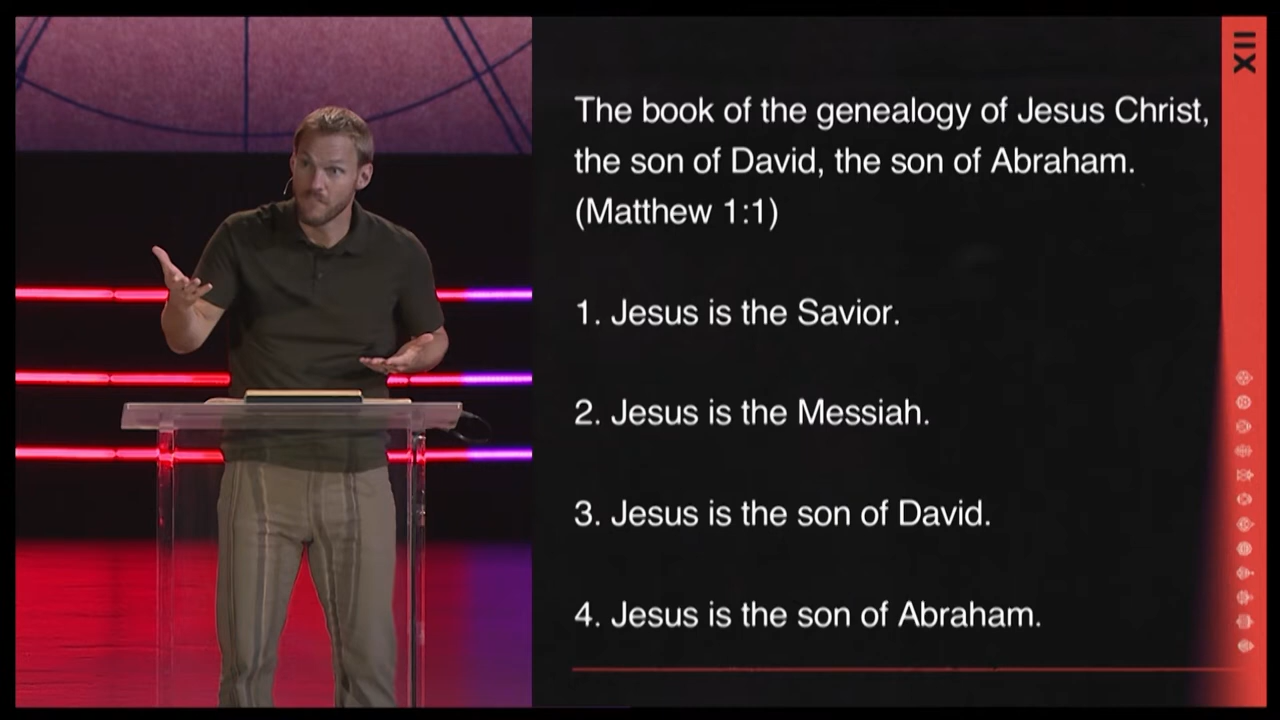 XII
The book of the genealogy of Jesus Christ,
the son of David, the son of Abraham.
(Matthew 1:1)
1. Jesus is the Savior.
2. Jesus is the Messiah.
3. Jesus is the son of David.
4. Jesus is the son of Abraham.